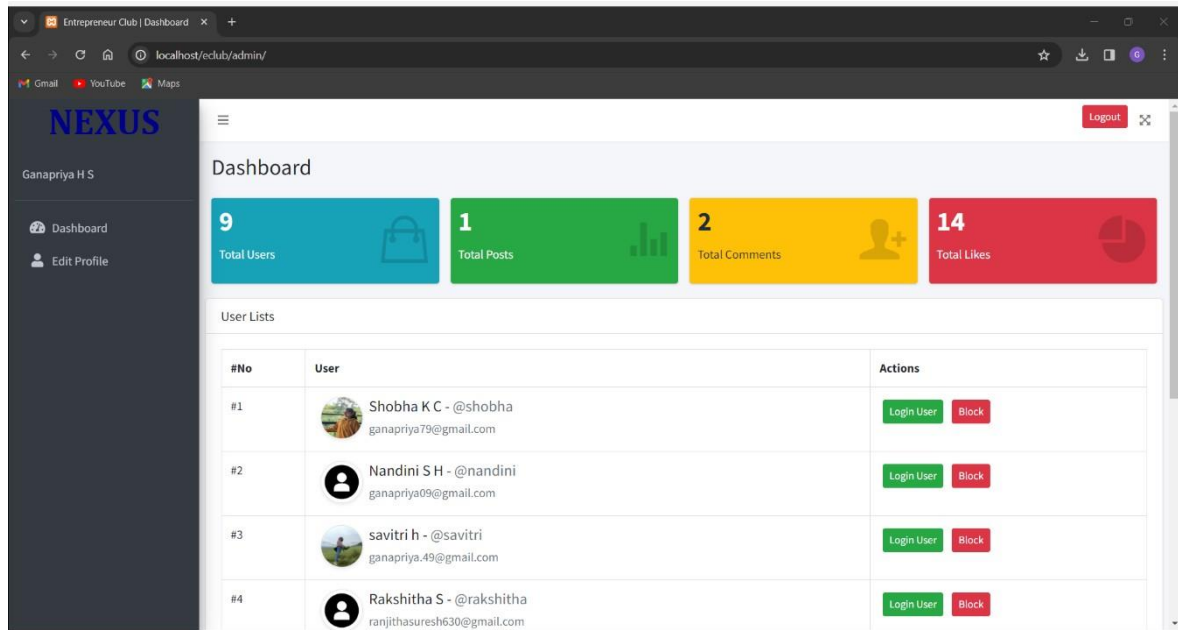 Entrepreneur Club | Dashboard
localhost/eclub/admin/
G
Gmail YouTube Maps
NEXUS
Logout
Ganapriya H S
Dashboard
Dashboard
Edit Profile
9
Total Users
1
Total Posts
2
Total Comments
14
Total Likes
User Lists
#No User Actions
#1 Shobha K C - @shobha Login User Block
ganapriya79@gmail.com
#2 Nandini S H - @nandini Login User Block
ganapriya09@gmail.com
#3 savitri h - @savitri Login User Block
ganapriya.49@gmail.com
#4 Rakshitha S - @rakshitha Login User Block
ranjithasuresh630@gmail.com